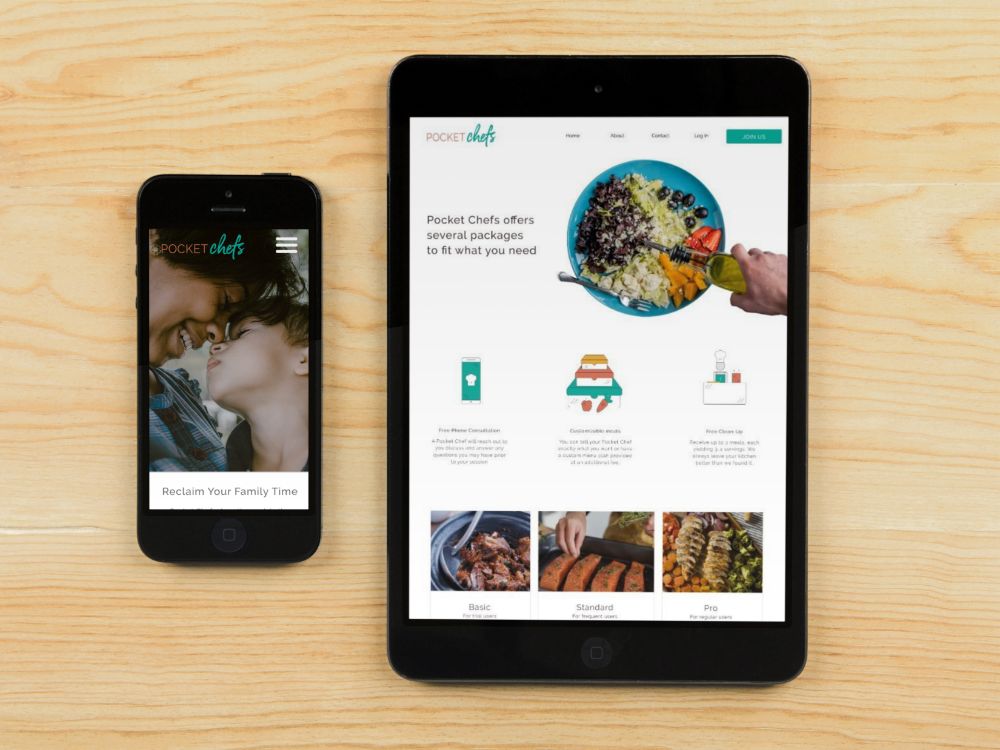 POCKET chefs
Reclaim Your Family Time
POCKET chefs
Home About Contact Log in JOIN US
Pocket Chefs offers
several packages
to fit what you need
Free Phone Consultation
A Pocket Chef will reach out to
you discuss and answer any
questions you may have prior
to your session
Customizable meals
You can tell your Pocket Chef
exactly what you want or have
a custom menu plan provided
at an additional fee.
Free Clean Up
Receive up to 3 meals, each
yielding 3-4 servings. We
always leave your kitchen
better than we found it.
Basic
For trial users
Standard
For frequent users
Pro
For regular users